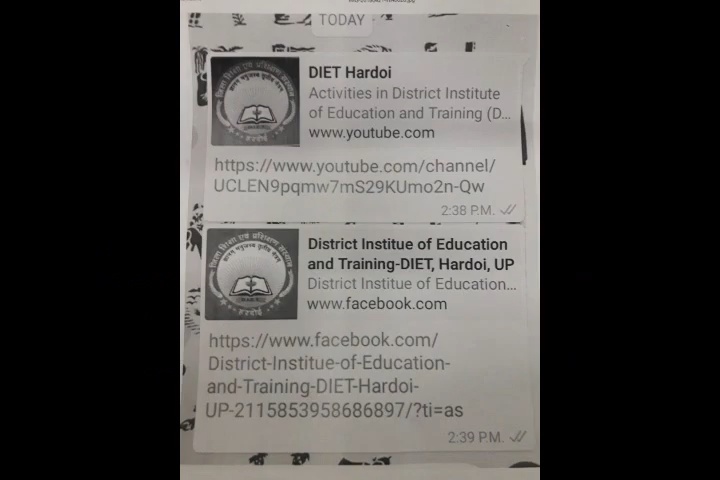 TODAY
DIET Hardoi
Activities in District Institute
of Education and Training (D...
www.youtube.com
https://www.youtube.com/channel/
UCLEN9pqmw7mS29KUmo2n-Qw
2:38 P.M.
District Institue of Education
and Training-DIET, Hardoi, UP
District Institue of Education...
www.facebook.com
https://www.facebook.com/
District-Institue-of-Education-
and-Training-DIET-Hardoi-
UP-2115853958686897/?ti=as
2:39 P.M.